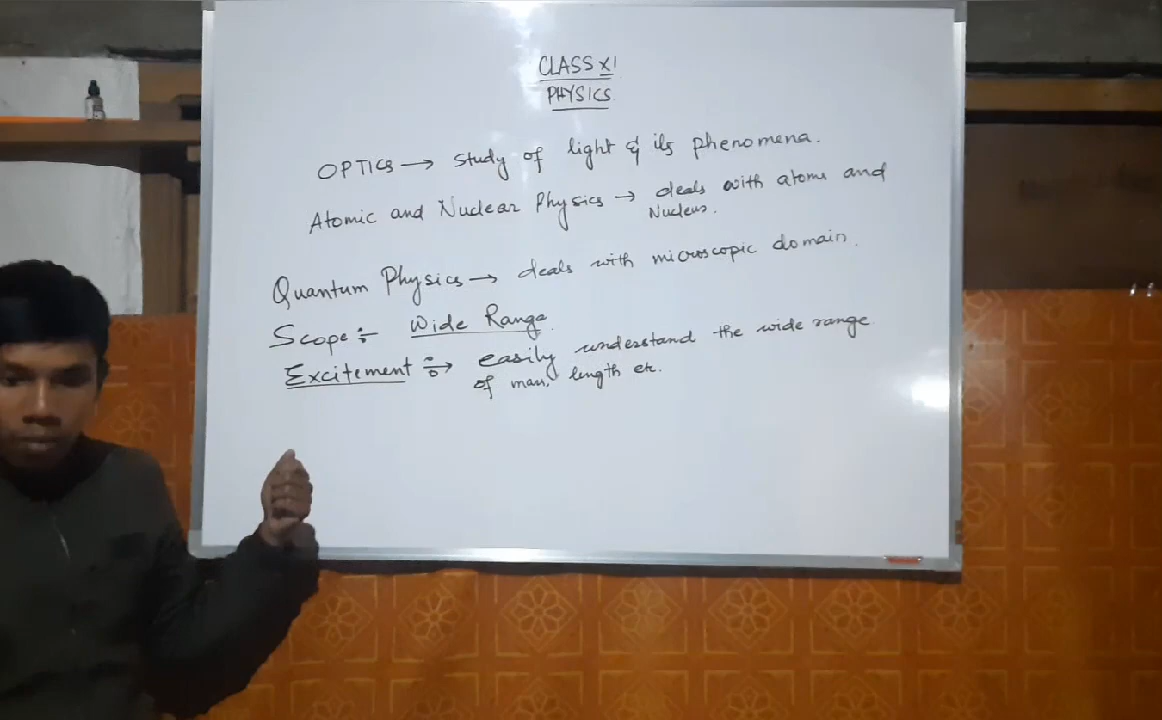 CLASS XI
PHYSICS
OPTICS → Study of light & its phenomena.
Atomic and Nuclear Physics → deals with atoms and
Nucleus.
Quantum Physics → deals with microscopic domain.
Scope :- Wide Range
Excitement :→ easily understand the wide range
of mass, length etc.